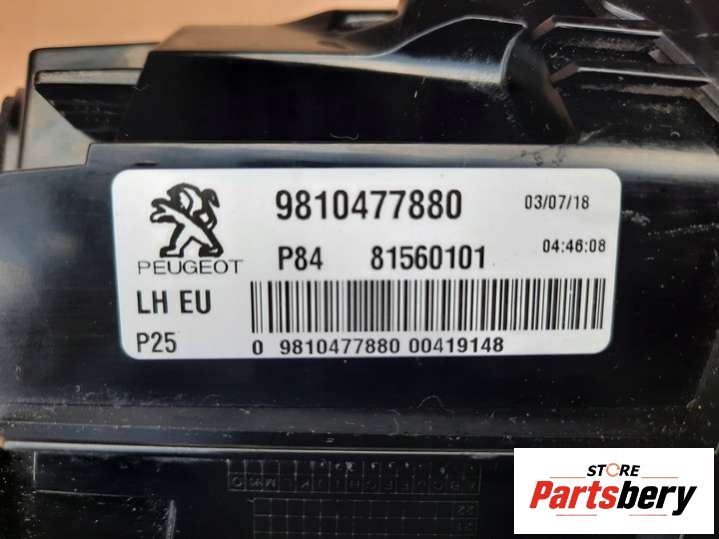 9810477880 03/07/18
PEUGEOT P84 81560101 04:46:08
LH EU
P25 0 9810477880 00419148
STORE
Partsbery